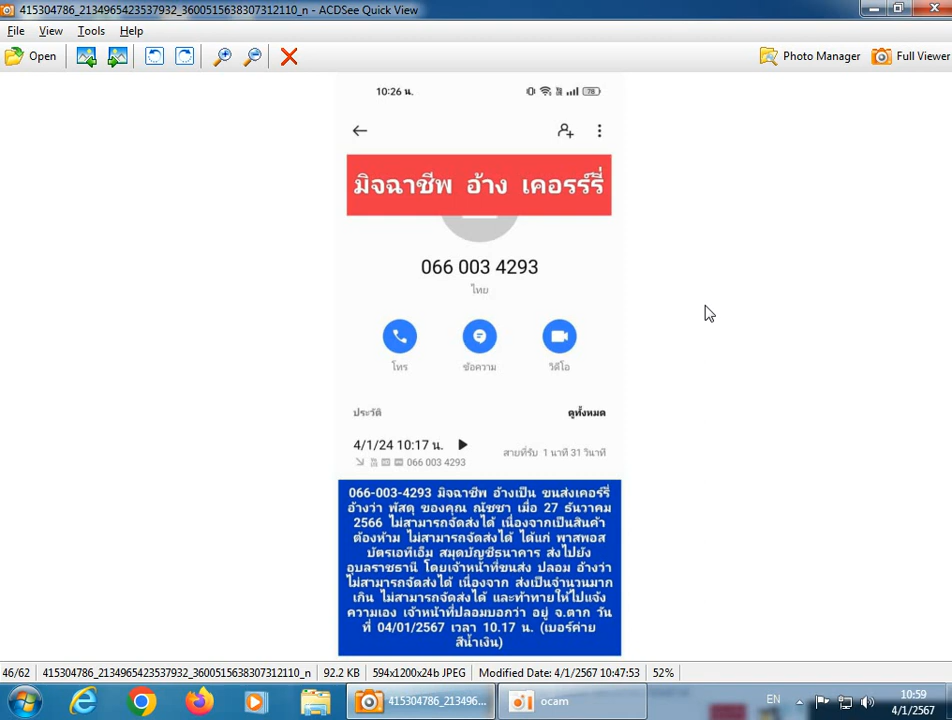 415304786_2134965423537932_3600515638307312110_n - ACDSee Quick View
File View Tools Help
Open Photo Manager Full Viewer
10:26 น. 78
มิจฉาชีพ อ้าง เคอรร์รี่
066 003 4293
ไทย
โทร ข้อความ วิดีโอ
ประวัติ ดูทั้งหมด
4/1/24 10:17 น. สายที่รับ 1 นาที 31 วินาที
066 003 4293
066-003-4293 มิจฉาชีพ อ้างเป็น ขนส่งเคอร์รี่
อ้างว่า พัสดุ ของคุณ ณัชชา เมื่อ 27 ธันวาคม
2566 ไม่สามารถจัดส่งได้ เนื่องจากเป็นสินค้า
ต้องห้าม ไม่สามารถจัดส่งได้ ได้แก่ พาสพอส
บัตรเอทีเอ็ม สมุดบัญชีธนาคาร ส่งไปยัง
อุบลราชธานี โดยเจ้าหน้าที่ขนส่ง ปลอม อ้างว่า
ไม่สามารถจัดส่งได้ เนื่องจาก ส่งเป็นจำนวนมาก
เกิน ไม่สามารถจัดส่งได้ และท้าทายให้ไปแจ้ง
ความเอง เจ้าหน้าที่ปลอมบอกว่า อยู่ จ.ตาก วัน
ที่ 04/01/2567 เวลา 10.17 น. (เบอร์ค่าย
สีน้ำเงิน)
46/62 415304786_2134965423537932_3600515638307312110_n 92.2 KB 594x1200x24b JPEG Modified Date: 4/1/2567 10:47:53 52%
415304786_213496... ocam EN 10:59
4/1/2567